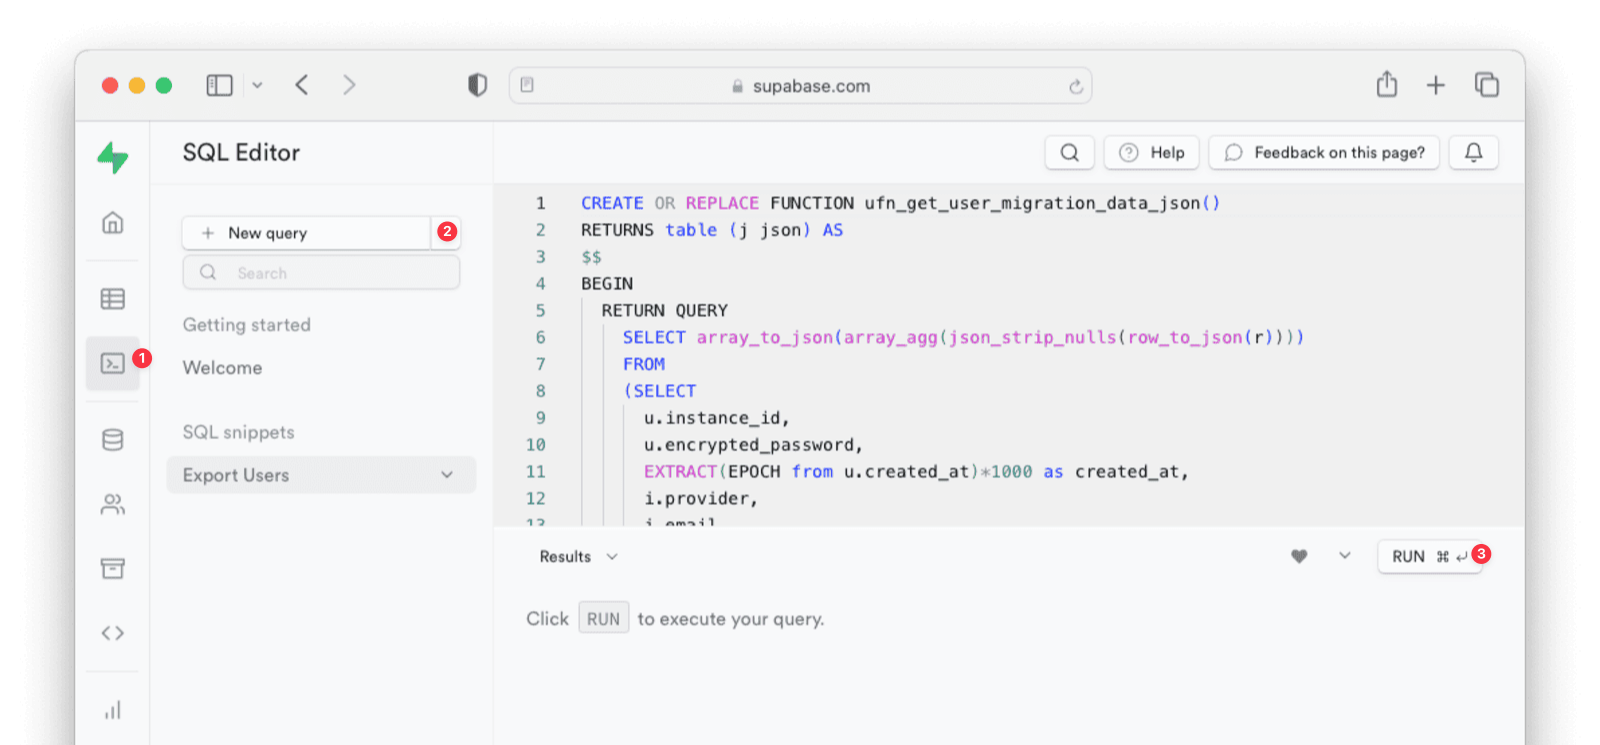 supabase.com
SQL Editor
Help
Feedback on this page?
+ New query
2
Search
Getting started
Welcome
1
SQL snippets
Export Users
1 CREATE OR REPLACE FUNCTION ufn_get_user_migration_data_json()
2 RETURNS table (j json) AS
3 $$
4 BEGIN
5 RETURN QUERY
6 SELECT array_to_json(array_agg(json_strip_nulls(row_to_json(r))))
7 FROM
8 (SELECT
9 u.instance_id,
10 u.encrypted_password,
11 EXTRACT(EPOCH from u.created_at)*1000 as created_at,
12 i.provider,
13 i.email
Results
RUN ⌘ ↵
3
Click RUN to execute your query.